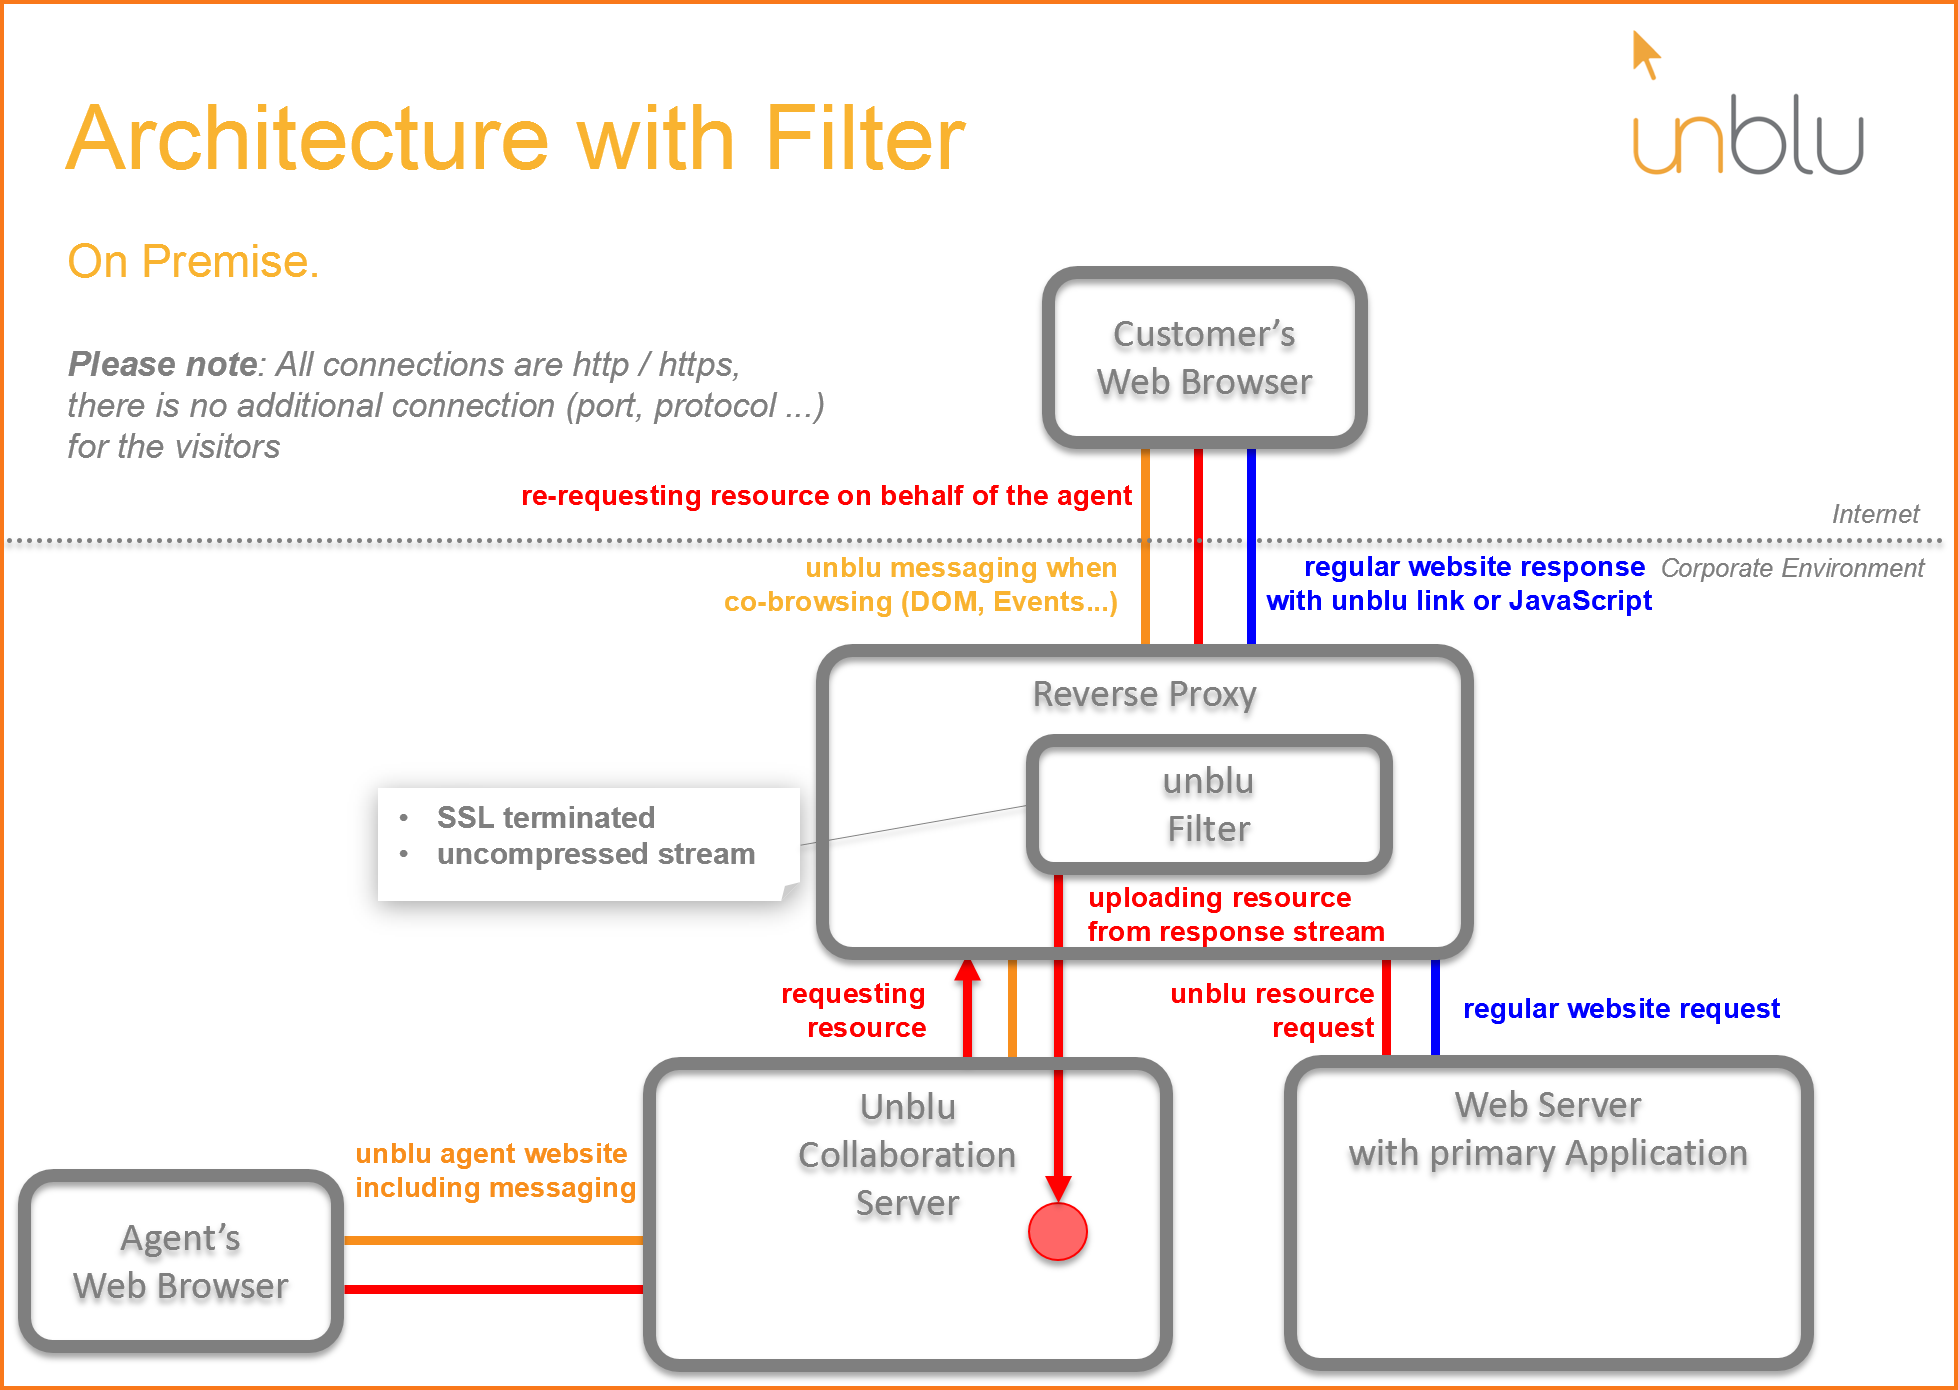 unblu
Architecture with Filter
On Premise.
Please note: All connections are http / https,
there is no additional connection (port, protocol ...)
for the visitors
Customer's
Web Browser
re-requesting resource on behalf of the agent
Internet
Corporate Environment
unblu messaging when
co-browsing (DOM, Events...)
regular website response
with unblu link or JavaScript
Reverse Proxy
unblu
Filter
• SSL terminated
• uncompressed stream
uploading resource
from response stream
requesting
resource
unblu resource
request
regular website request
Unblu
Collaboration
Server
Web Server
with primary Application
unblu agent website
including messaging
Agent's
Web Browser